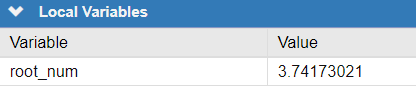 Local Variables
Variable Value
root_num 3.74173021